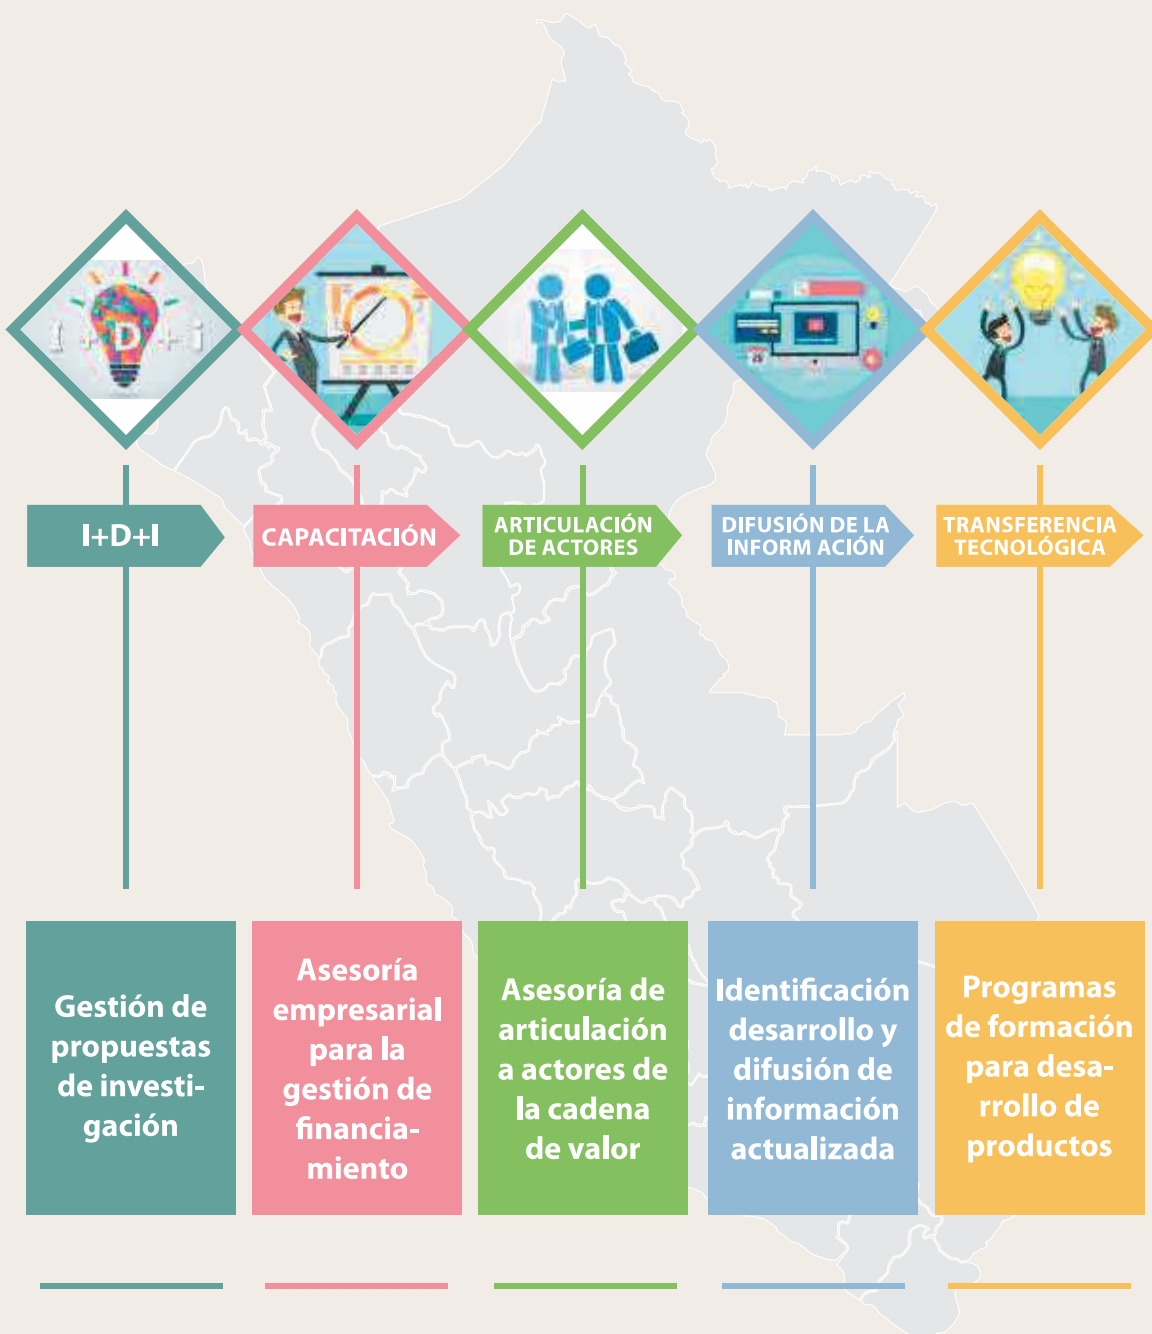 I + D + i
I+D+I
CAPACITACIÓN
ARTICULACIÓN
DE ACTORES
DIFUSIÓN DE LA
INFORM ACIÓN
TRANSFERENCIA
TECNOLÓGICA
Gestión de
propuestas
de investi-
gación
Asesoría
empresarial
para la
gestión de
financia-
miento
Asesoría de
articulación
a actores de
la cadena
de valor
Identificación
desarrollo y
difusión de
información
actualizada
Programas
de formación
para desa-
rrollo de
productos